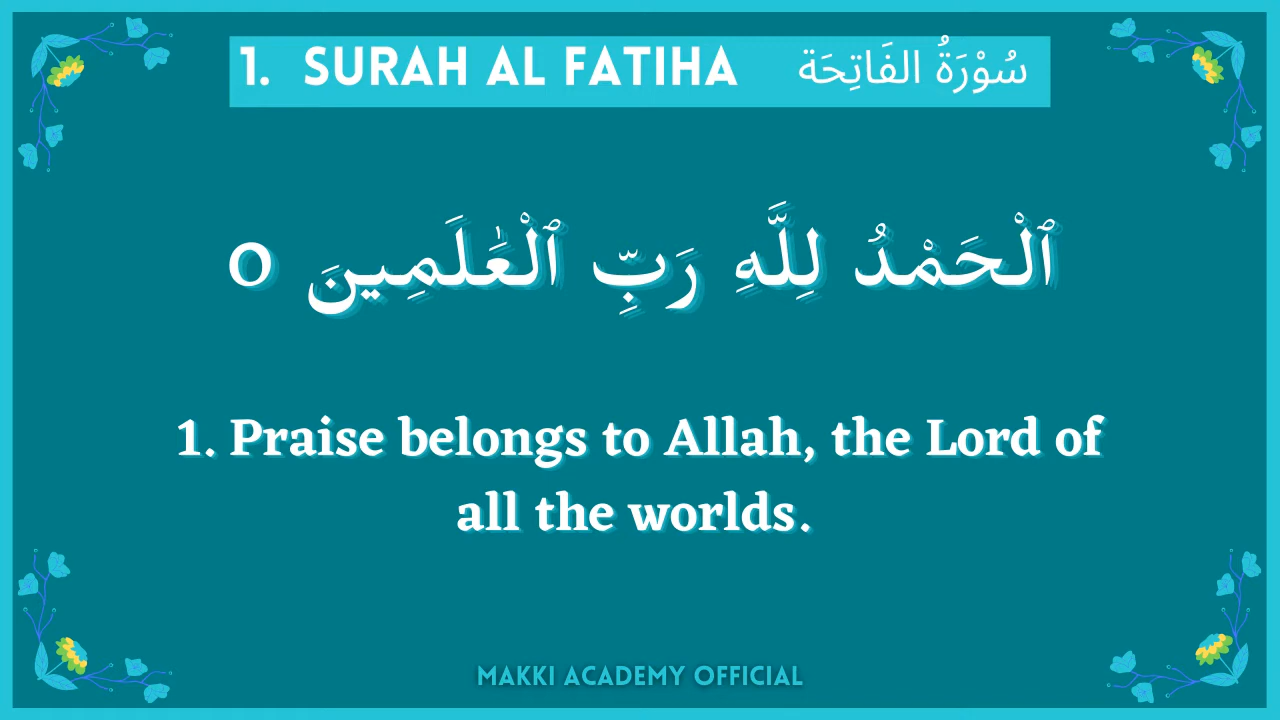 1. SURAH AL FATIHA سُوْرَةُ الفَاتِحَة
ٱلْحَمْدُ لِلَّهِ رَبِّ ٱلْعَٰلَمِينَ o
1. Praise belongs to Allah, the Lord of
all the worlds.
MAKKI ACADEMY OFFICIAL